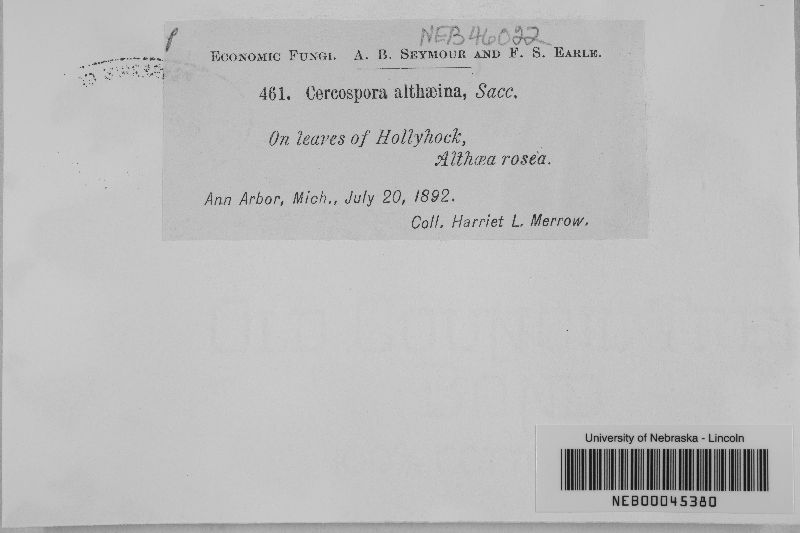 NEB46022
ECONOMIC FUNGI. A. B. SEYMOUR AND F. S. EARLE.
461. Cercospora althæina, Sacc.
On leaves of Hollyhock,
Althæa rosea.
Ann Arbor, Mich., July 20, 1892.
Coll. Harriet L. Merrow.
University of Nebraska - Lincoln
NEB00045380